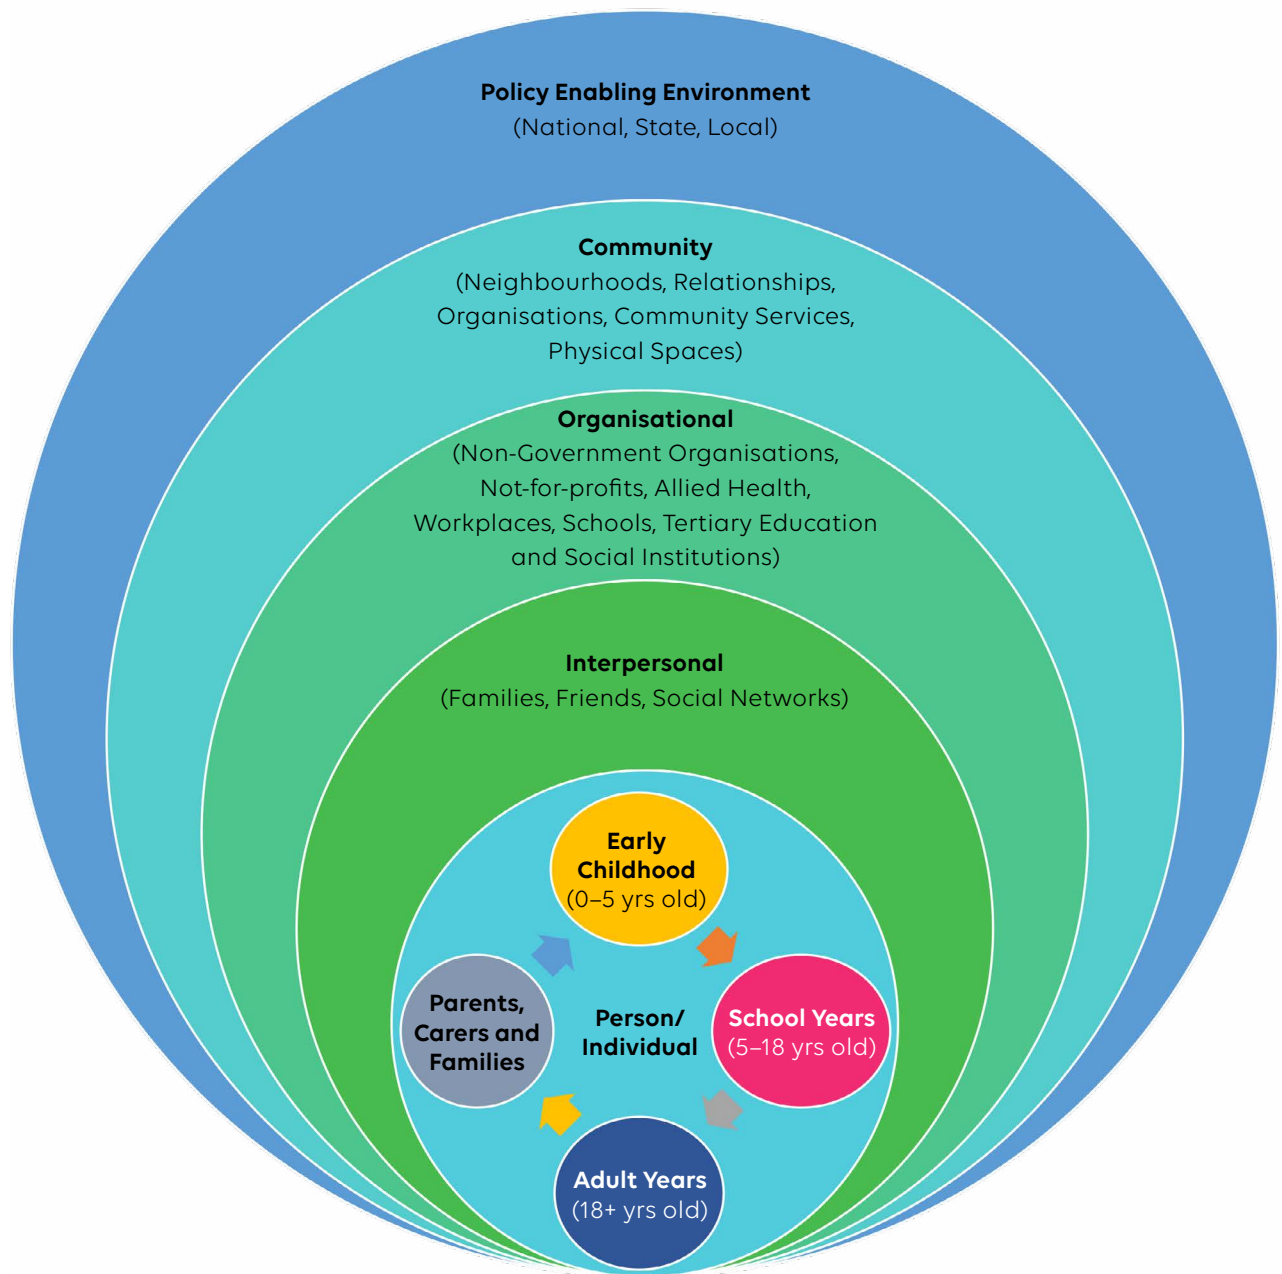 Policy Enabling Environment
(National, State, Local)
Community
(Neighbourhoods, Relationships,
Organisations, Community Services,
Physical Spaces)
Organisational
(Non-Government Organisations,
Not-for-profits, Allied Health,
Workplaces, Schools, Tertiary Education
and Social Institutions)
Interpersonal
(Families, Friends, Social Networks)
Early
Childhood
(0–5 yrs old)
Parents,
Carers and
Families
Person/
Individual
School Years
(5–18 yrs old)
Adult Years
(18+ yrs old)